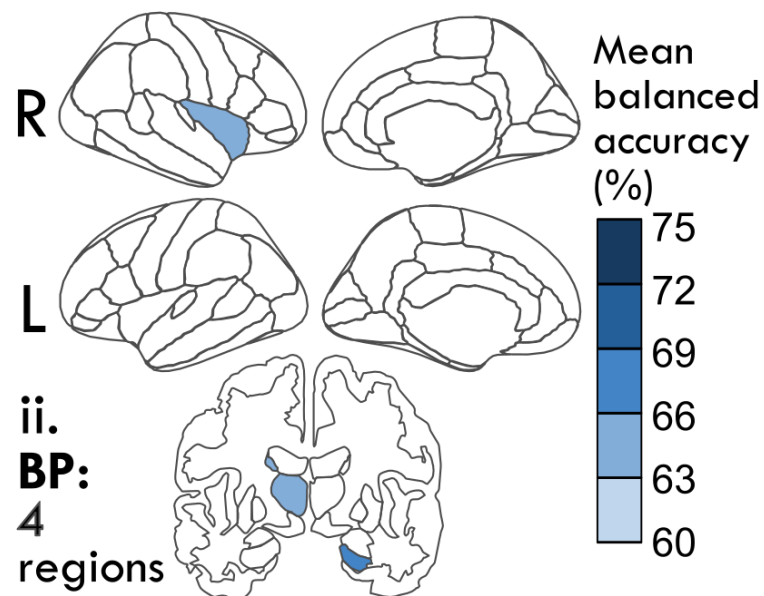 R
L
ii.
BP:
4
regions
Mean
balanced
accuracy
(%)
75
72
69
66
63
60